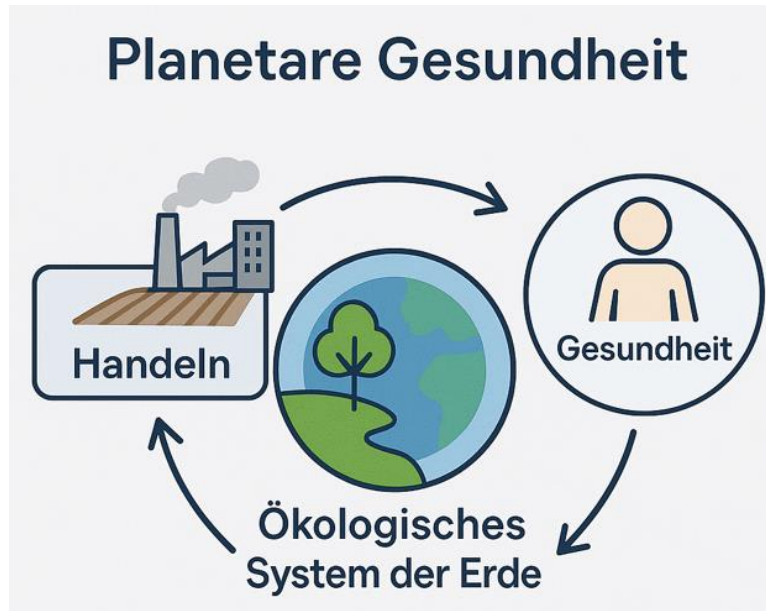 Planetare Gesundheit
Handeln
Gesundheit
Ökologisches
System der Erde